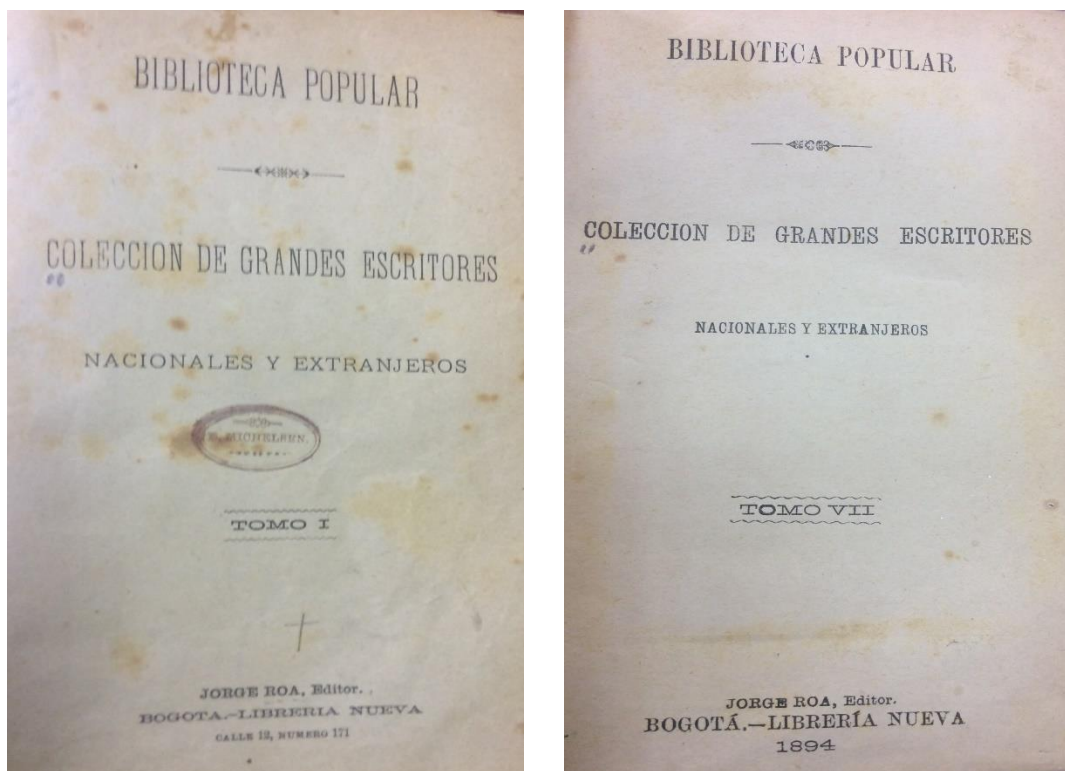 BIBLIOTECA POPULAR
COLECCION DE GRANDES ESCRITORES
NACIONALES Y EXTRANJEROS
MICHELSEN.
TOMO I
JORGE ROA, Editor.
BOGOTA.—LIBRERIA NUEVA
CALLE 12, NUMERO 171
BIBLIOTECA POPULAR
COLECCION DE GRANDES ESCRITORES
NACIONALES Y EXTRANJEROS
TOMO VII
JORGE ROA, Editor.
BOGOTÁ.—LIBRERÍA NUEVA
1894